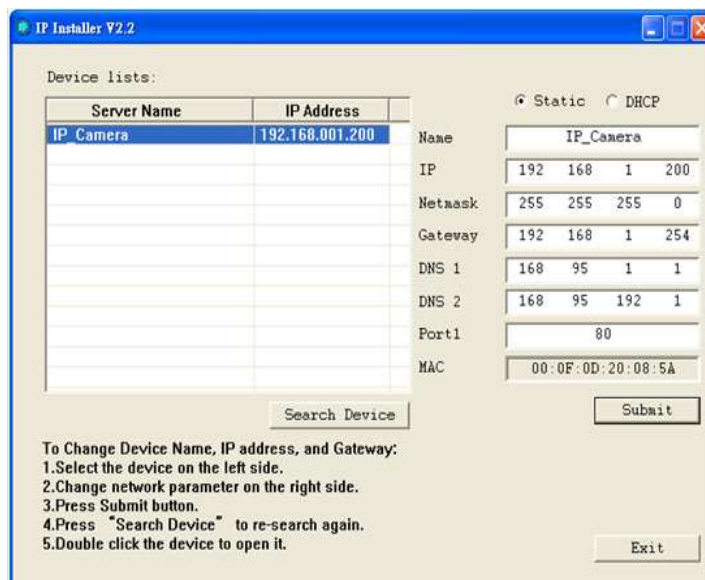 IP Installer V2.2
Device lists:
Server Name IP Address
IP_Camera 192.168.001.200
Static DHCP
Name IP_Camera
IP 192 168 1 200
Netmask 255 255 255 0
Gateway 192 168 1 254
DNS 1 168 95 1 1
DNS 2 168 95 192 1
Port1 80
MAC 00:0F:0D:20:08:5A
Search Device
Submit
To Change Device Name, IP address, and Gateway:
1.Select the device on the left side.
2.Change network parameter on the right side.
3.Press Submit button.
4.Press “Search Device” to re-search again.
5.Double click the device to open it.
Exit